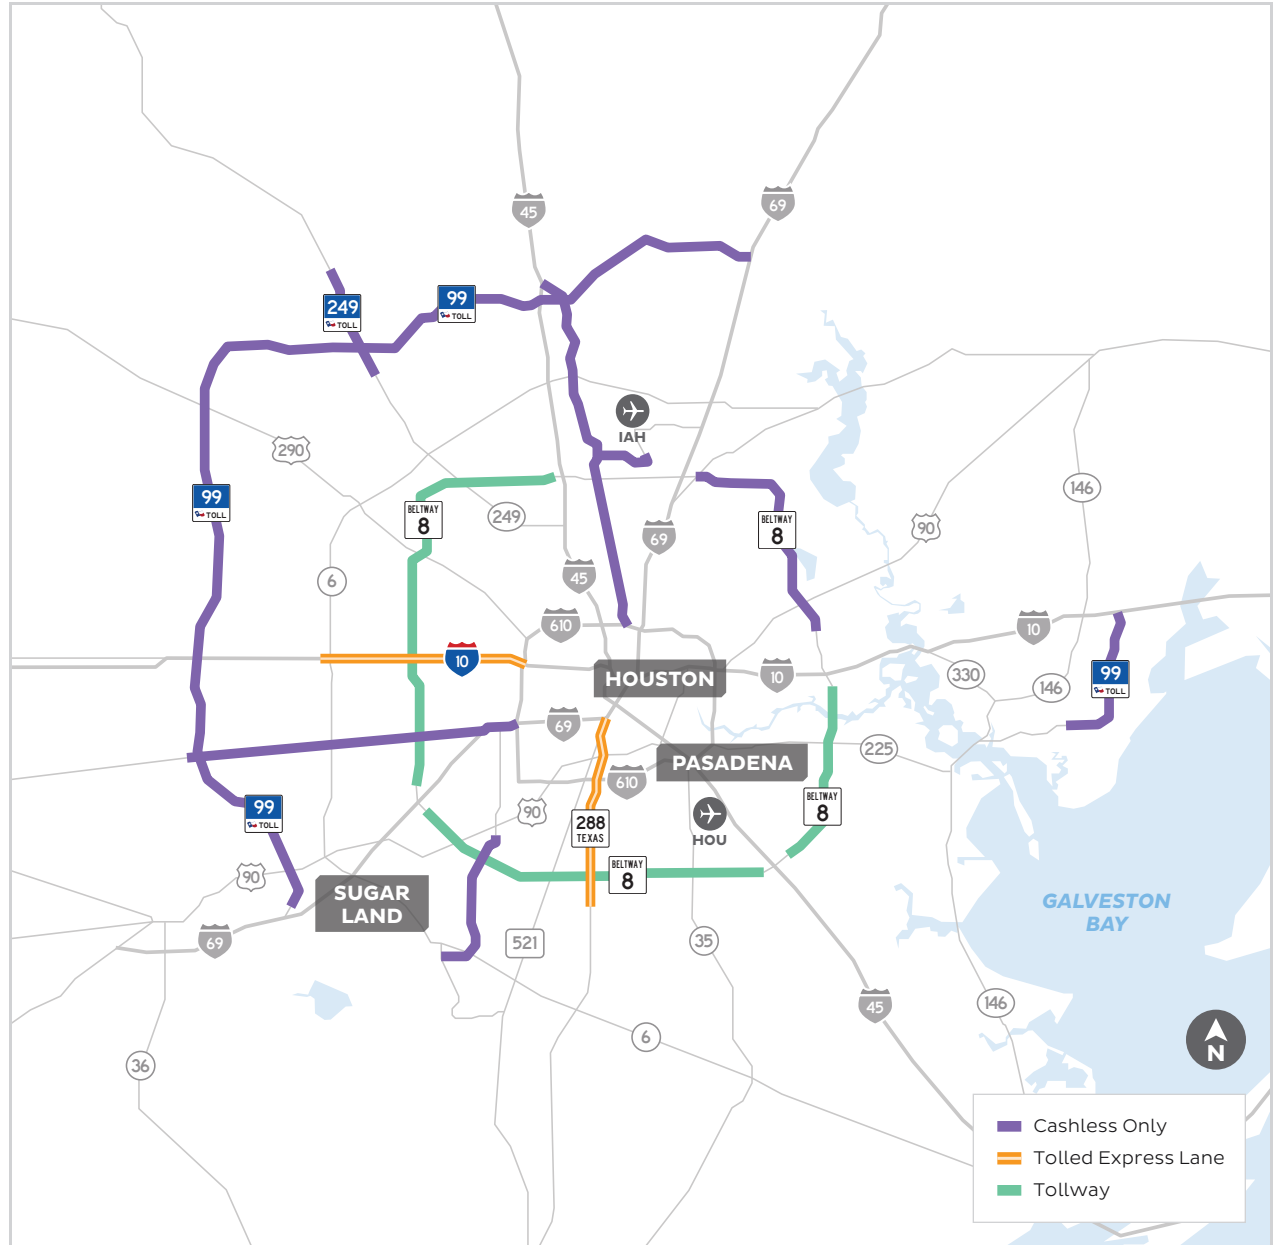 69
45
249
TOLL
99
TOLL
IAH
290
99
TOLL
146
BELTWAY
8
249
90
BELTWAY
8
69
45
6
610
10
10
HOUSTON
10
330
146
99
TOLL
69
225
PASADENA
610
99
TOLL
90
BELTWAY
8
HOU
288
TEXAS
90
BELTWAY
8
SUGAR
LAND
GALVESTON
BAY
69
521
35
45
146
6
36
N
Cashless Only
Tolled Express Lane
Tollway